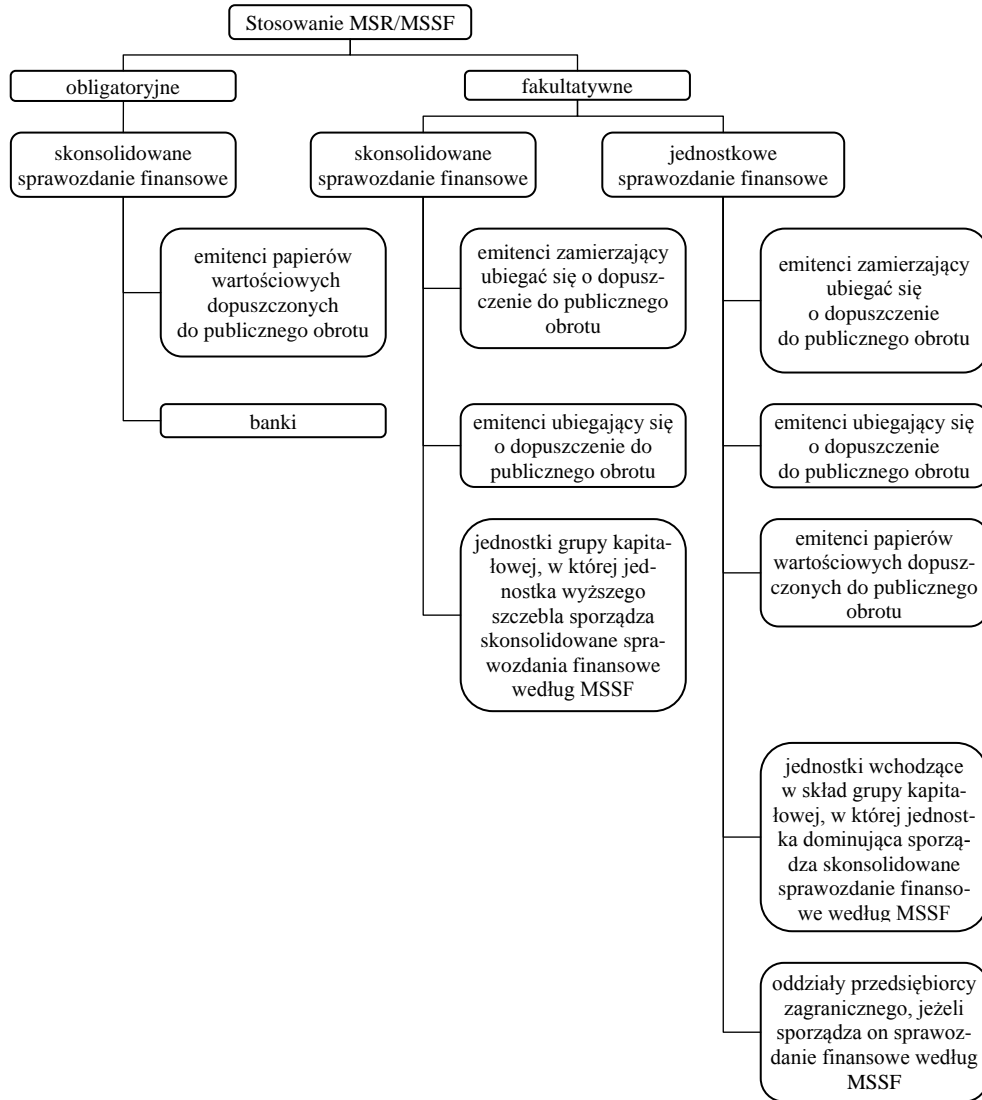 Stosowanie MSR/MSSF
obligatoryjne
fakultatywne
skonsolidowane
sprawozdanie finansowe
skonsolidowane
sprawozdanie finansowe
jednostkowe
sprawozdanie finansowe
emitenci papierów
wartościowych
dopuszczonych
do publicznego obrotu
banki
emitenci zamierzający
ubiegać się o dopusz-
czenie do publicznego
obrotu
emitenci ubiegający się
o dopuszczenie do
publicznego obrotu
jednostki grupy kapita-
łowej, w której jed-
nostka wyższego
szczebla sporządza
skonsolidowane spra-
wozdania finansowe
według MSSF
emitenci zamierzający
ubiegać się
o dopuszczenie
do publicznego obrotu
emitenci ubiegający się
o dopuszczenie
do publicznego obrotu
emitenci papierów
wartościowych dopusz-
czonych do publicznego
obrotu
jednostki wchodzące
w skład grupy kapita-
łowej, w której jednost-
ka dominująca sporzą-
dza skonsolidowane
sprawozdanie finanso-
we według MSSF
oddziały przedsiębiorcy
zagranicznego, jeżeli
sporządza on sprawoz-
danie finansowe według
MSSF